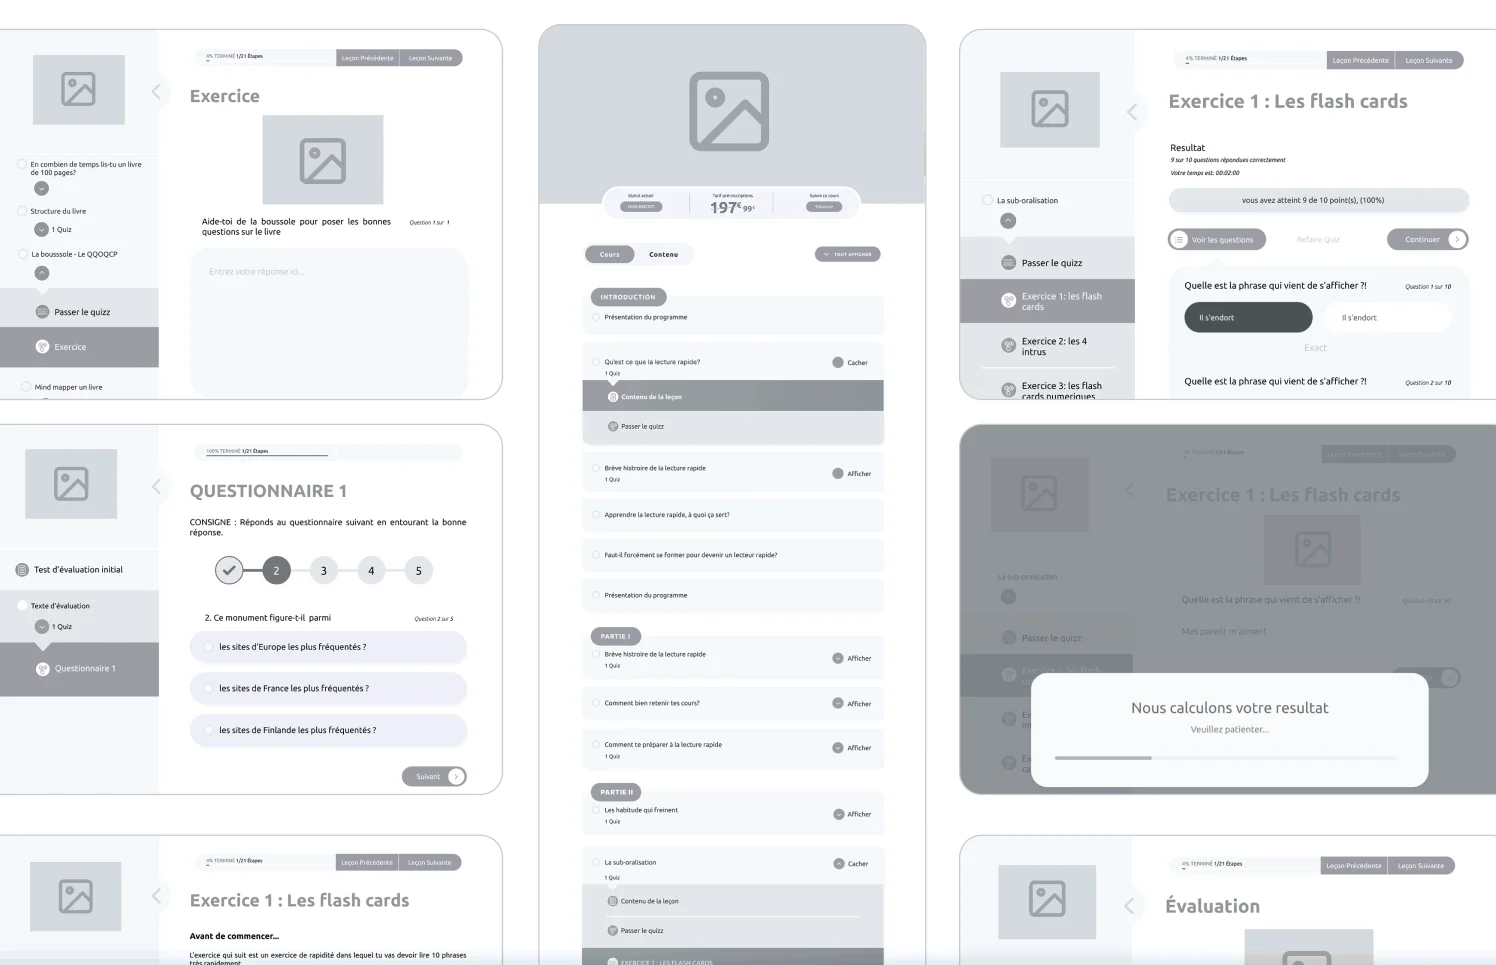 4% TERMINÉ 1/21 Étapes
Leçon Précédente
Leçon Suivante
Exercice
En combien de temps lis-tu un livre
de 100 pages?
Structure du livre
1 Quiz
La bousssole - Le QQOQCP
Passer le quizz
Exercice
Mind mapper un livre
Aide-toi de la boussole pour poser les bonnes
questions sur le livre
Question 1 sur 1
Entrez votre réponse ici...
100% TERMINÉ 1/21 Étapes
QUESTIONNAIRE 1
CONSIGNE : Réponds au questionnaire suivant en entourant la bonne
réponse.
2
3
4
5
Test d'évaluation initial
Texte d'évaluation
1 Quiz
Questionnaire 1
2. Ce monument figure-t-il parmi
Question 2 sur 5
les sites d'Europe les plus fréquentés ?
les sites de France les plus fréquentés ?
les sites de Finlande les plus fréquentés ?
Suivant
4% TERMINÉ 1/21 Étapes
Leçon Précédente
Leçon Suivante
Exercice 1 : Les flash cards
Avant de commencer...
L'exercice qui suit est un exercice de rapidité dans lequel tu vas devoir lire 10 phrases
très rapidement
Statut actuel
NON INSCRIT
Tarif pré-inscriptions
197€ 99€
Suivre ce cours
S'inscrire
Cours
Contenu
TOUT AFFICHER
INTRODUCTION
Présentation du programme
Qu'est ce que la lecture rapide?
1 Quiz
Cacher
Contenu de la leçon
Passer le quizz
Brève histroire de la lecture rapide
1 Quiz
Afficher
Apprendre la lecture rapide, à quoi ça sert?
Faut-il forcément se former pour devenir un lecteur rapide?
Présentation du programme
PARTIE I
Brève histroire de la lecture rapide
1 Quiz
Afficher
Comment bien retenir tes cours?
Afficher
Comment te préparer à la lecture rapide
1 Quiz
Afficher
PARTIE II
Les habitude qui freinent
1 Quiz
Afficher
La sub-oralisation
1 Quiz
Cacher
Contenu de la leçon
Passer le quizz
EXERCICE 1 : LES FLASH CARDS
4% TERMINÉ 1/21 Étapes
Leçon Précédente
Leçon Suivante
Exercice 1 : Les flash cards
Resultat
9 sur 10 questions répondues correctement
Votre temps est: 00:02:00
vous avez atteint 9 de 10 point(s), (100%)
Voir les questions
Refaire Quiz
Continuer
La sub-oralisation
Passer le quizz
Exercice 1: les flash
cards
Exercice 2: les 4
intrus
Exercice 3: les flash
cards numeriques
Quelle est la phrase qui vient de s'afficher ?!
Question 1 sur 10
Il s'endort
Il s'endort
Exact
Quelle est la phrase qui vient de s'afficher ?!
Question 2 sur 10
Leçon Précédente
Leçon Suivante
Exercice 1 : Les flash cards
La sub-oralisation
Passer le quizz
Quelle est la phrase qui vient de s'afficher ?!
Question 10 sur 10
Mes parent m'aiment
Nous calculons votre resultat
Veuillez patienter...
4% TERMINÉ 1/21 Étapes
Leçon Précédente
Leçon Suivante
Évaluation